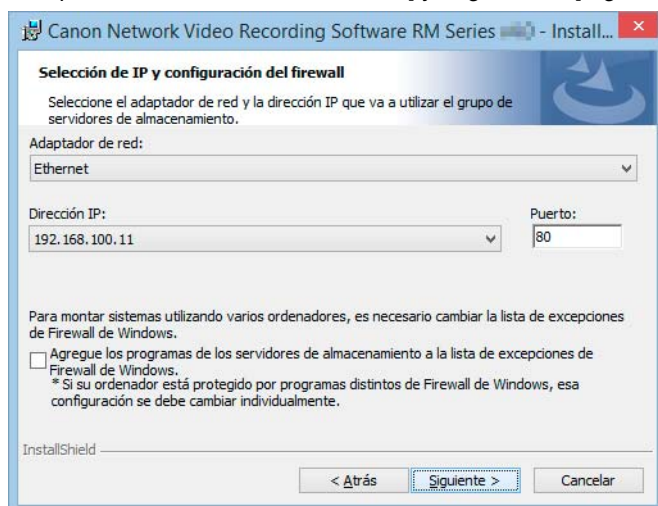 Canon Network Video Recording Software RM Series - Install...
Selección de IP y configuración del firewall
Seleccione el adaptador de red y la dirección IP que va a utilizar el grupo de
servidores de almacenamiento.
Adaptador de red:
Ethernet
Dirección IP:
Puerto:
192.168.100.11
80
Para montar sistemas utilizando varios ordenadores, es necesario cambiar la lista de excepciones
de Firewall de Windows.
Agregue los programas de los servidores de almacenamiento a la lista de excepciones de
Firewall de Windows.
* Si su ordenador está protegido por programas distintos de Firewall de Windows, esa
configuración se debe cambiar individualmente.
InstallShield
< Atrás
Siguiente >
Cancelar